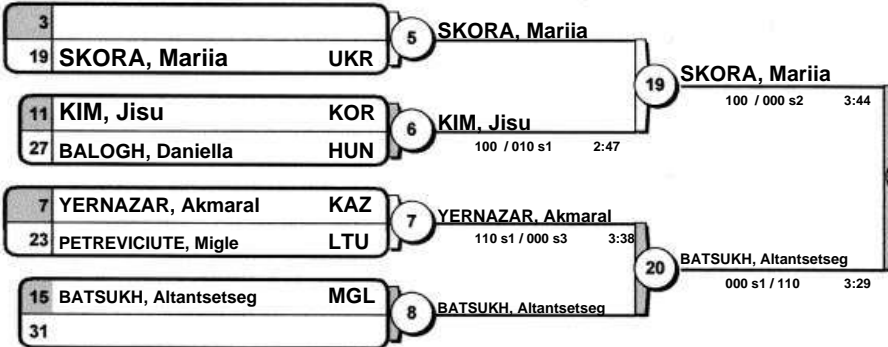 3
19 SKORA, Mariia UKR
5 SKORA, Mariia
11 KIM, Jisu KOR
27 BALOGH, Daniella HUN
6 KIM, Jisu
100 / 010 s1 2:47
19 SKORA, Mariia
100 / 000 s2 3:44
7 YERNAZAR, Akmaral KAZ
23 PETREVICIUTE, Migle LTU
7 YERNAZAR, Akmaral
110 s1 / 000 s3 3:38
15 BATSUKH, Altantsetseg MGL
31
8 BATSUKH, Altantsetseg
20 BATSUKH, Altantsetseg
000 s1 / 110 3:29